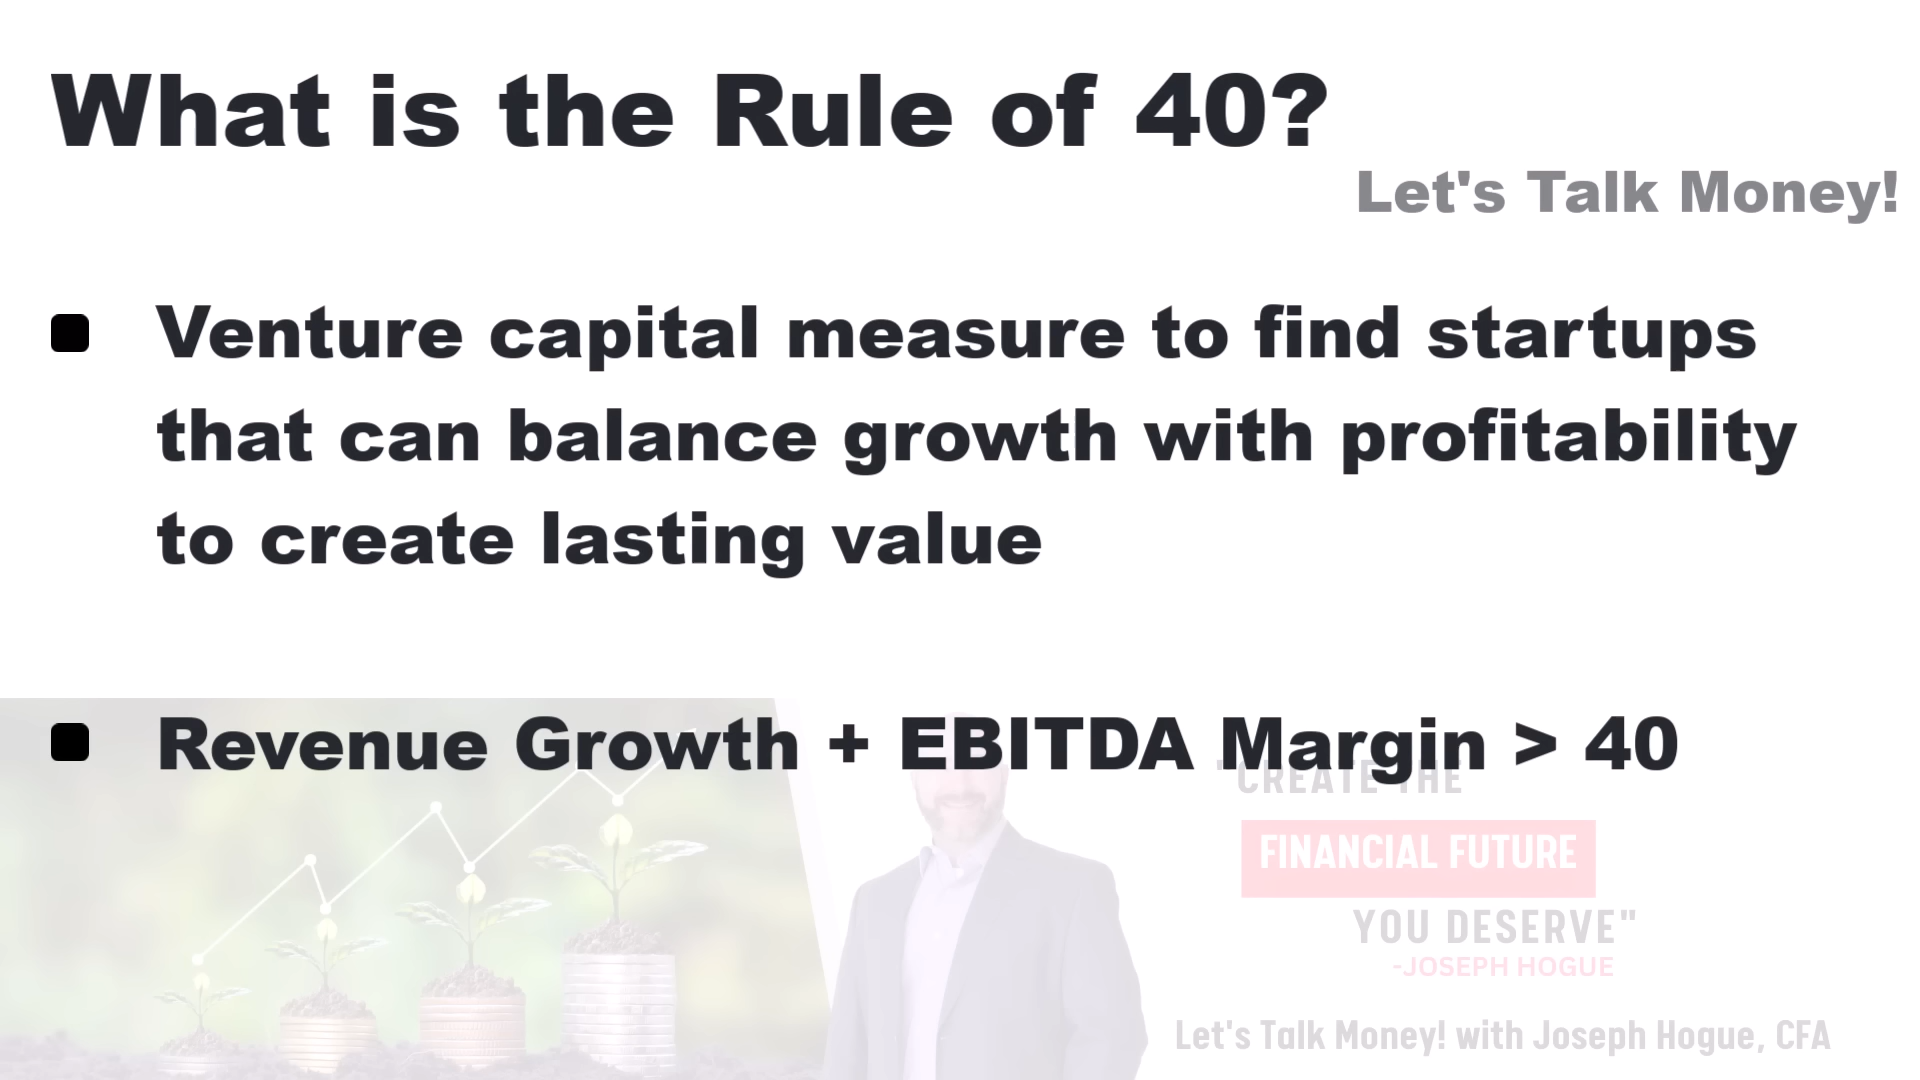 What is the Rule of 40?
Let's Talk Money!
Venture capital measure to find startups
that can balance growth with profitability
to create lasting value
Revenue Growth + EBITDA Margin > 40
"CREATE THE
FINANCIAL FUTURE
YOU DESERVE"
-JOSEPH HOGUE
Let's Talk Money! with Joseph Hogue, CFA